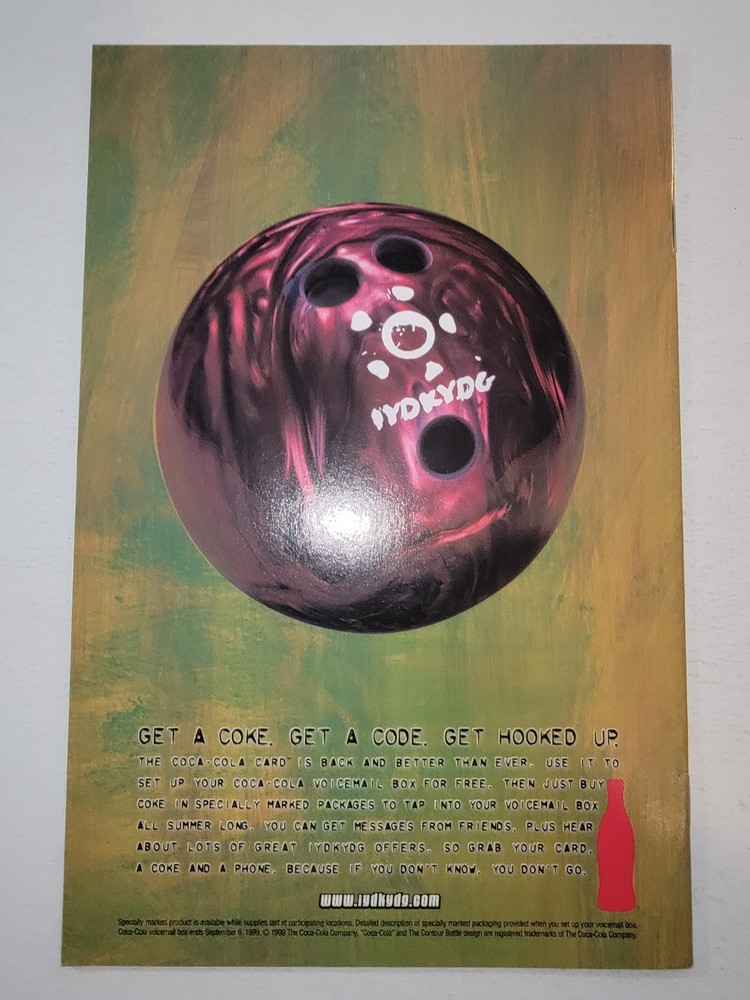 IYDKYDG
GET A COKE. GET A CODE. GET HOOKED UP.
THE COCA-COLA CARD™ IS BACK AND BETTER THAN EVER. USE IT TO
SET UP YOUR COCA-COLA VOICEMAIL BOX FOR FREE. THEN JUST BUY
COKE IN SPECIALLY MARKED PACKAGES TO TAP INTO YOUR VOICEMAIL BOX
ALL SUMMER LONG. YOU CAN GET MESSAGES FROM FRIENDS, PLUS HEAR
ABOUT LOTS OF GREAT IYDKYDG OFFERS. SO GRAB YOUR CARD,
A COKE AND A PHONE, BECAUSE IF YOU DON'T KNOW, YOU DON'T GO.
www.iydkydg.com
Specially marked product is available while supplies last at participating locations. Detailed description of specially marked packaging provided when you set up your voicemail box.
Coca-Cola voicemail box ends September 6, 1999. © 1999 The Coca-Cola Company. "Coca-Cola" and The Contour Bottle design are registered trademarks of The Coca-Cola Company.